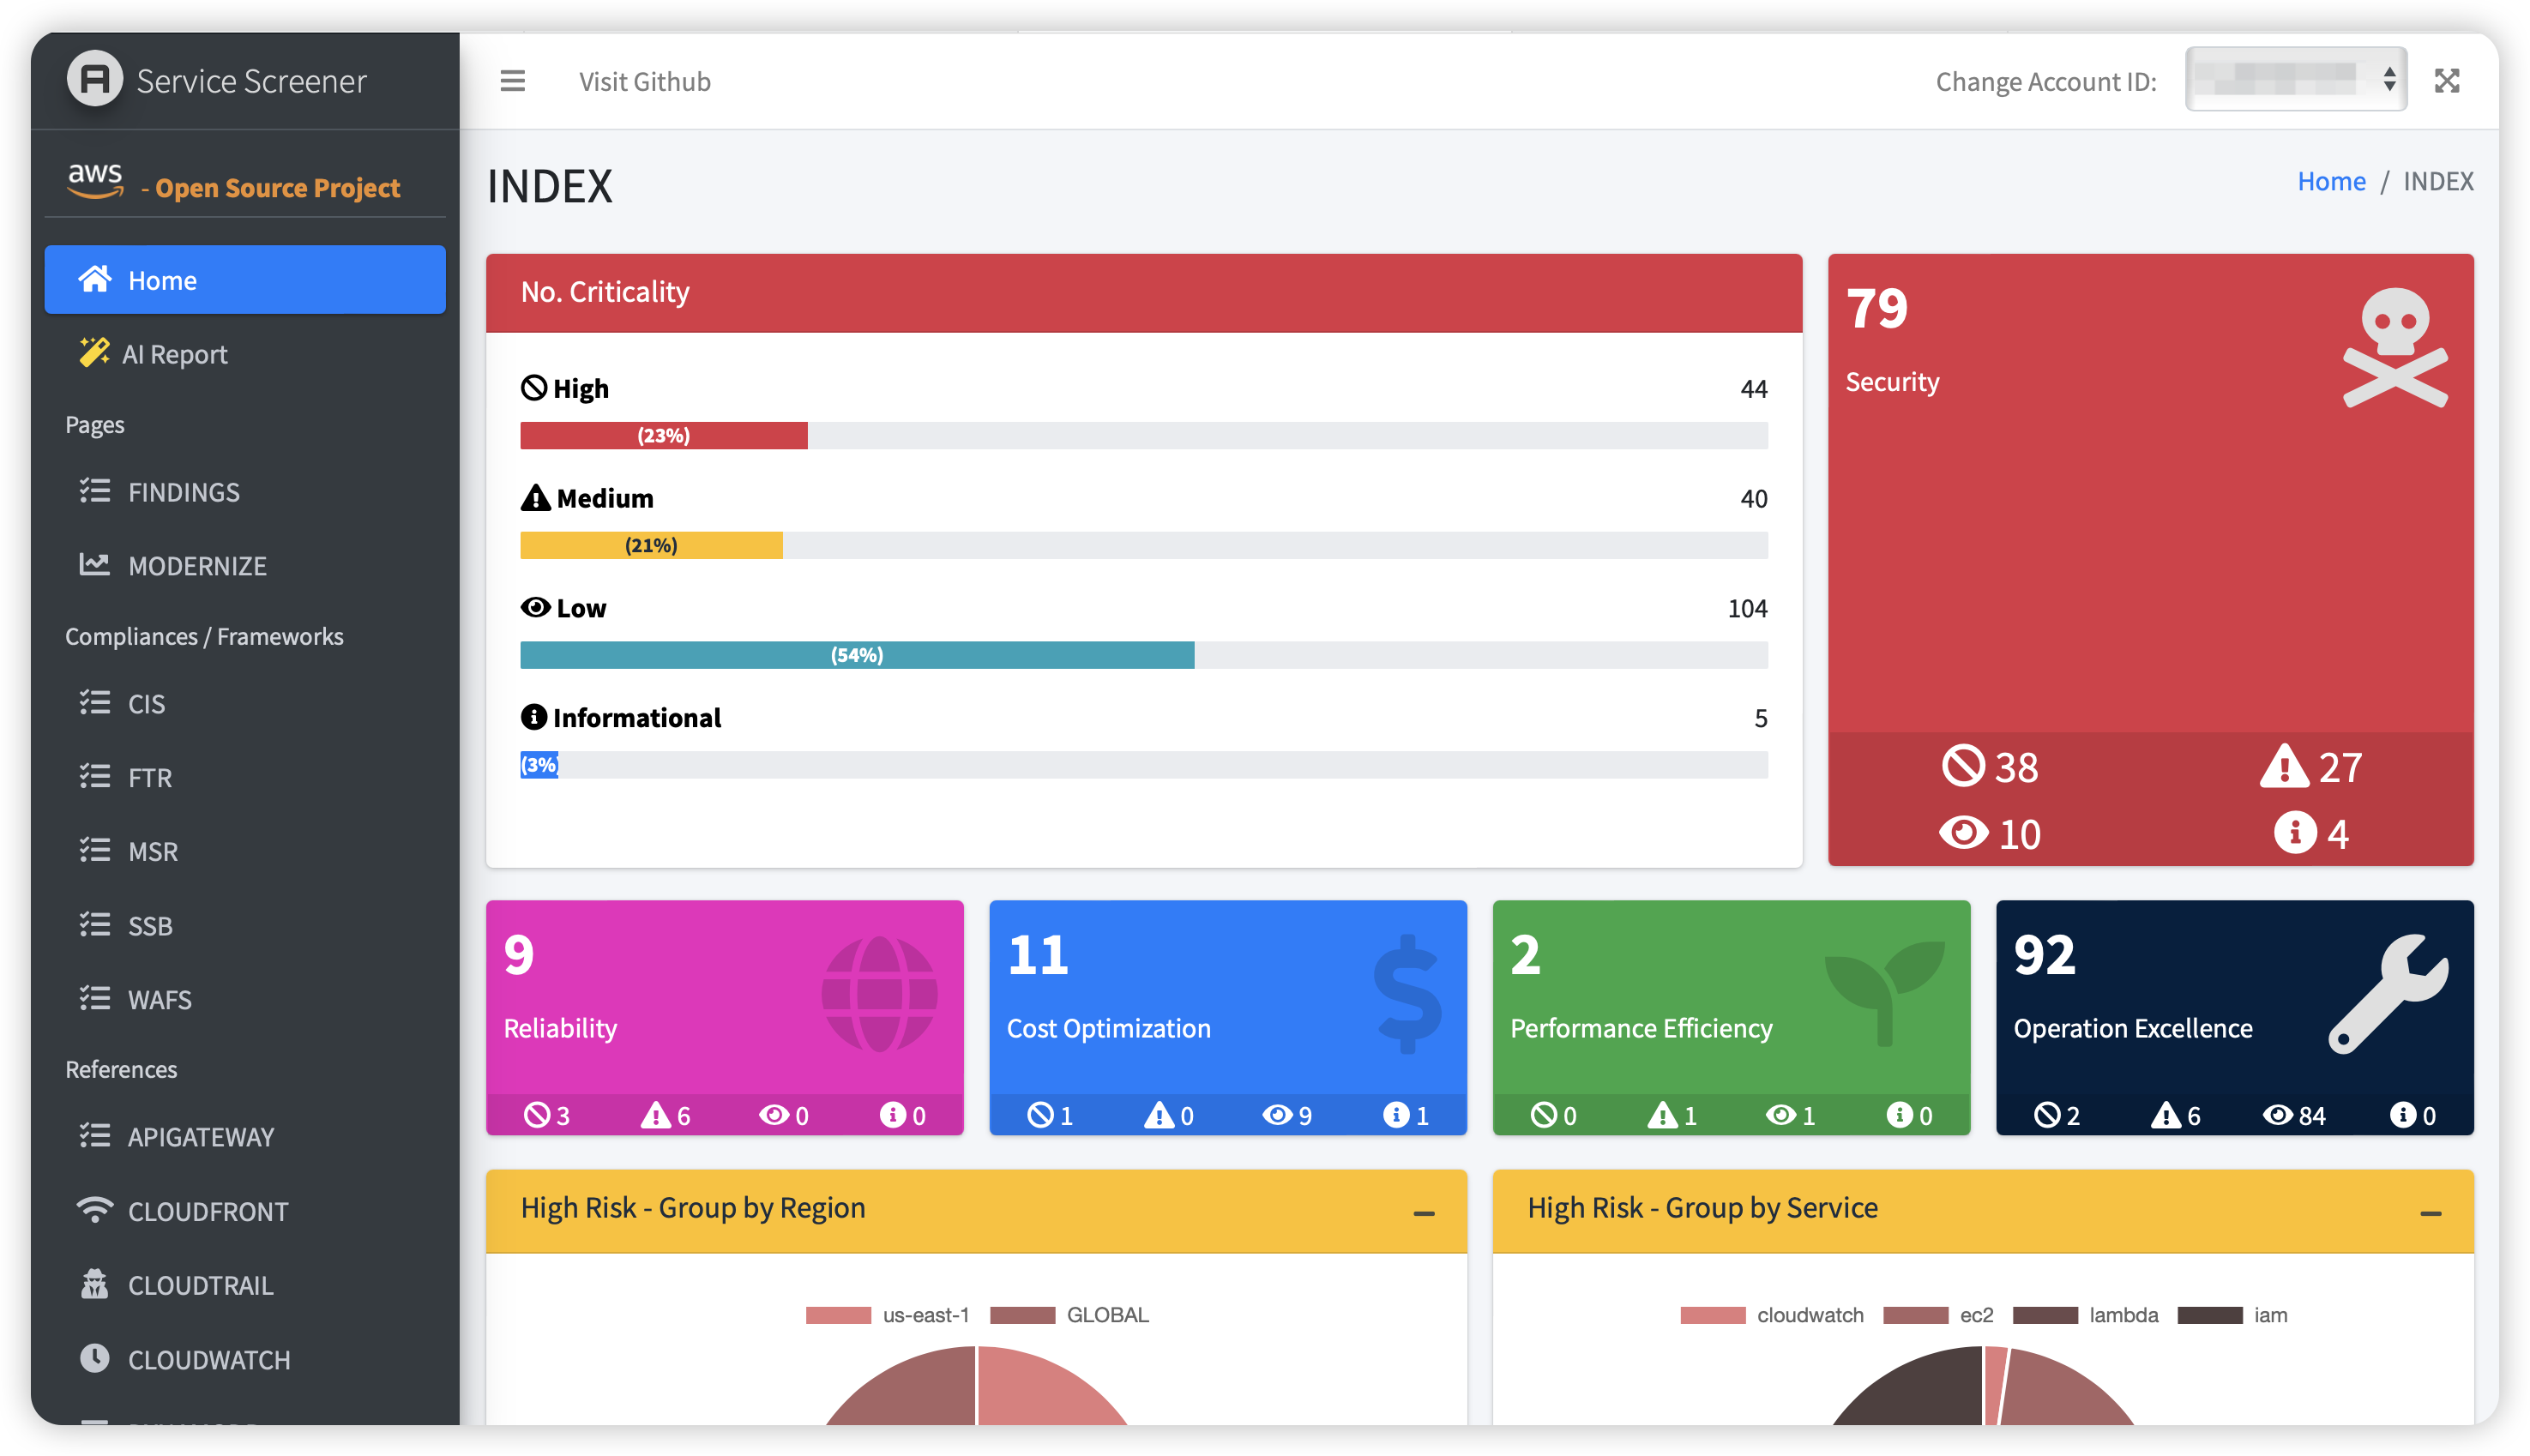 Service Screener
aws - Open Source Project
Home
AI Report
Pages
FINDINGS
MODERNIZE
Compliances / Frameworks
CIS
FTR
MSR
SSB
WAFS
References
APIGATEWAY
CLOUDFRONT
CLOUDTRAIL
CLOUDWATCH
Visit Github
Change Account ID:
INDEX
Home / INDEX
No. Criticality
High 44
(23%)
Medium 40
(21%)
Low 104
(54%)
Informational 5
(3%)
79
Security
38 27
10 4
9
Reliability
3 6 0 0
11
Cost Optimization
1 0 9 1
2
Performance Efficiency
0 1 1 0
92
Operation Excellence
2 6 84 0
High Risk - Group by Region
us-east-1 GLOBAL
High Risk - Group by Service
cloudwatch ec2 lambda iam